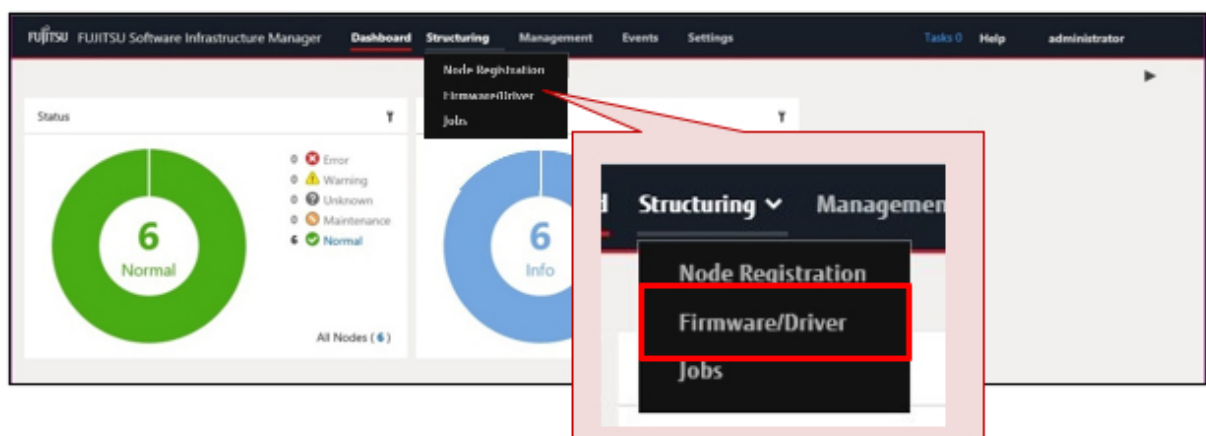 FUJITSU FUJITSU Software Infrastructure Manager Dashboard Structuring Management Events Settings Tasks 0 Help administrator
Node Registration
Firmware/Driver
Jobs
Status
0 Error
0 Warning
0 Unknown
0 Maintenance
6 Normal
6
Normal
All Nodes (6)
6
Info
d Structuring Managemen
Node Registration
Firmware/Driver
Jobs